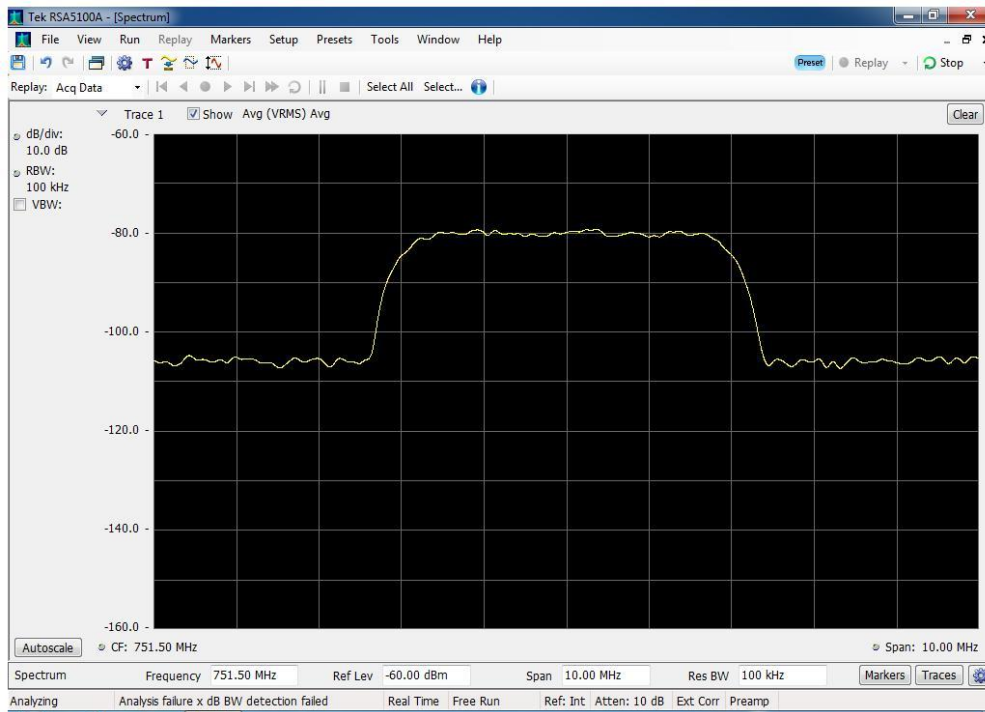 Tek RSA5100A - [Spectrum]
File View Run Replay Markers Setup Presets Tools Window Help
Preset Replay Stop
Replay: Acq Data Select All Select...
Trace 1 Show Avg (VRMS) Avg Clear
dB/div:
10.0 dB
RBW:
100 kHz
VBW:
-60.0
-80.0
-100.0
-120.0
-140.0
-160.0
Autoscale CF: 751.50 MHz Span: 10.00 MHz
Spectrum Frequency 751.50 MHz Ref Lev -60.00 dBm Span 10.00 MHz Res BW 100 kHz Markers Traces
Analyzing Analysis failure x dB BW detection failed Real Time Free Run Ref: Int Atten: 10 dB Ext Corr Preamp